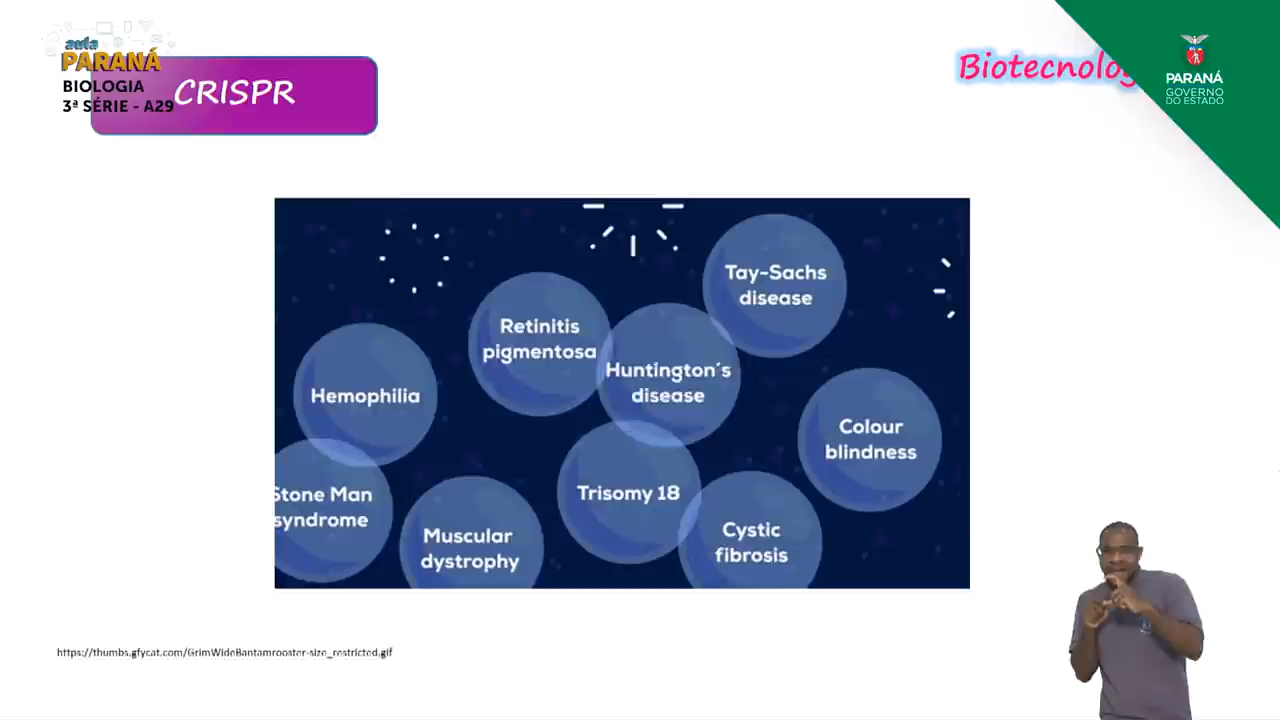 aula
PARANÁ
BIOLOGIA
3ª SÉRIE - A29
CRISPR
PARANÁ
GOVERNO
DO ESTADO
Tay-Sachs
disease
Retinitis
pigmentosa
Huntington´s
disease
Hemophilia
Colour
blindness
Stone Man
syndrome
Trisomy 18
Muscular
dystrophy
Cystic
fibrosis
https://thumbs.gfycat.com/GrimWideBantamrooster-size_restricted.gif